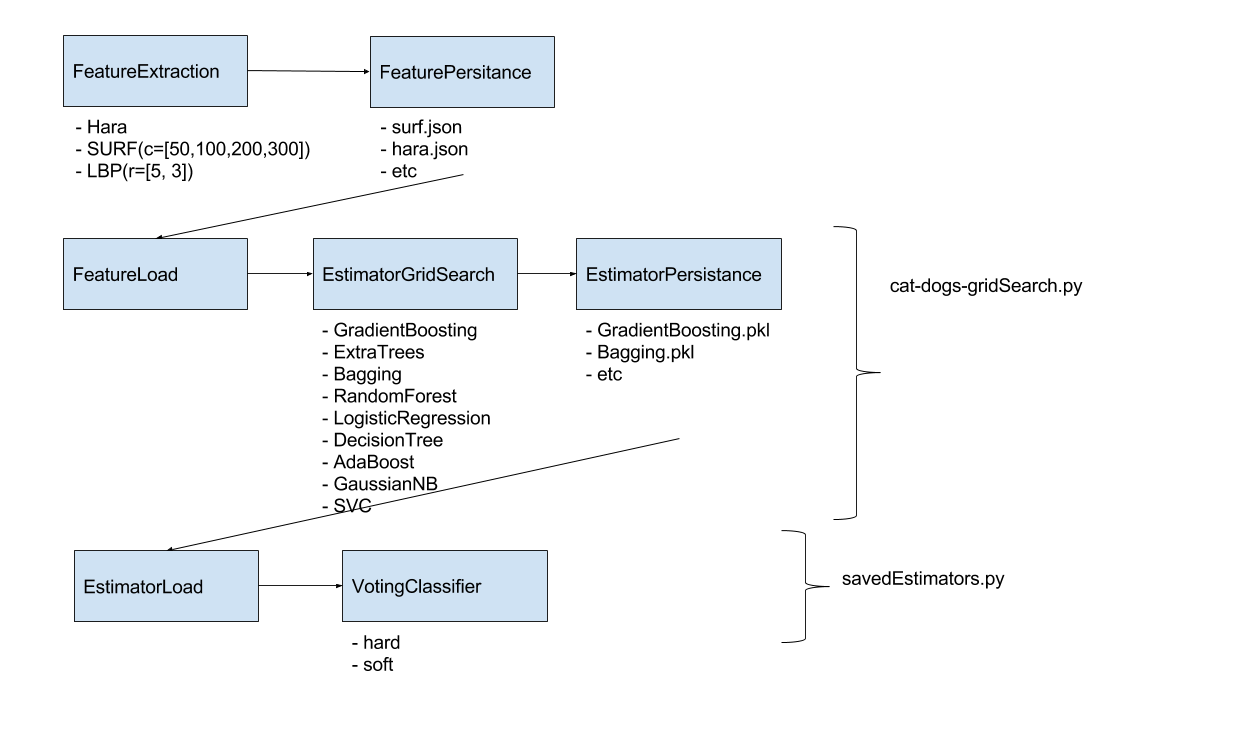 FeatureExtraction
FeaturePersitance
- Hara
- SURF(c=[50,100,200,300])
- LBP(r=[5, 3])
- surf.json
- hara.json
- etc
FeatureLoad
EstimatorGridSearch
EstimatorPersistance
- GradientBoosting
- ExtraTrees
- Bagging
- RandomForest
- LogisticRegression
- DecisionTree
- AdaBoost
- GaussianNB
- SVC
- GradientBoosting.pkl
- Bagging.pkl
- etc
cat-dogs-gridSearch.py
EstimatorLoad
VotingClassifier
- hard
- soft
savedEstimators.py